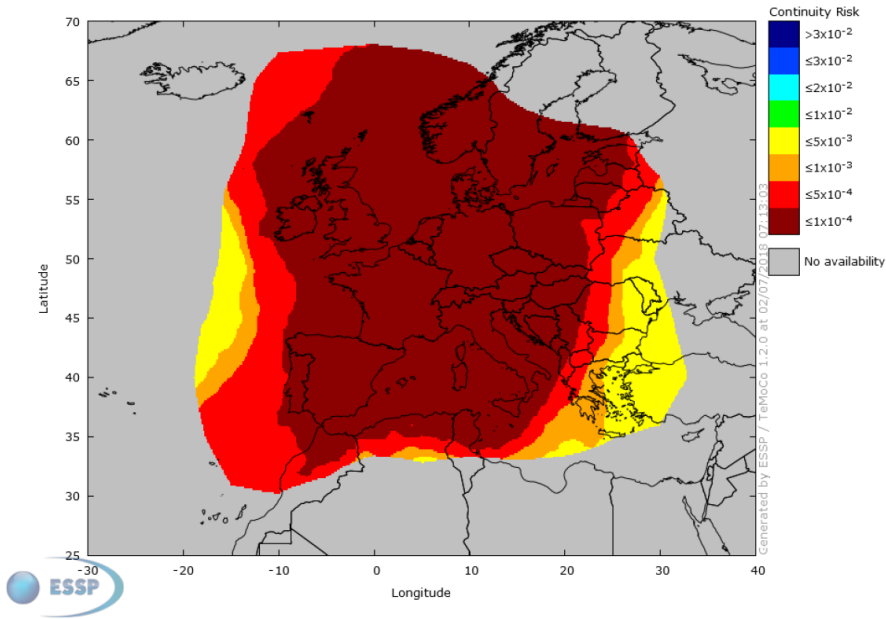 Continuity Risk
>3x10⁻²
≤3x10⁻²
≤2x10⁻²
≤1x10⁻²
≤5x10⁻³
≤1x10⁻³
≤5x10⁻⁴
≤1x10⁻⁴
No availability
70
65
60
55
50
45
40
35
30
25
Latitude
-30
-20
-10
0
10
20
30
40
Longitude
Generated by ESSP / TeMoCo 1.2.0 at 02/07/2018 07:13:03
ESSP